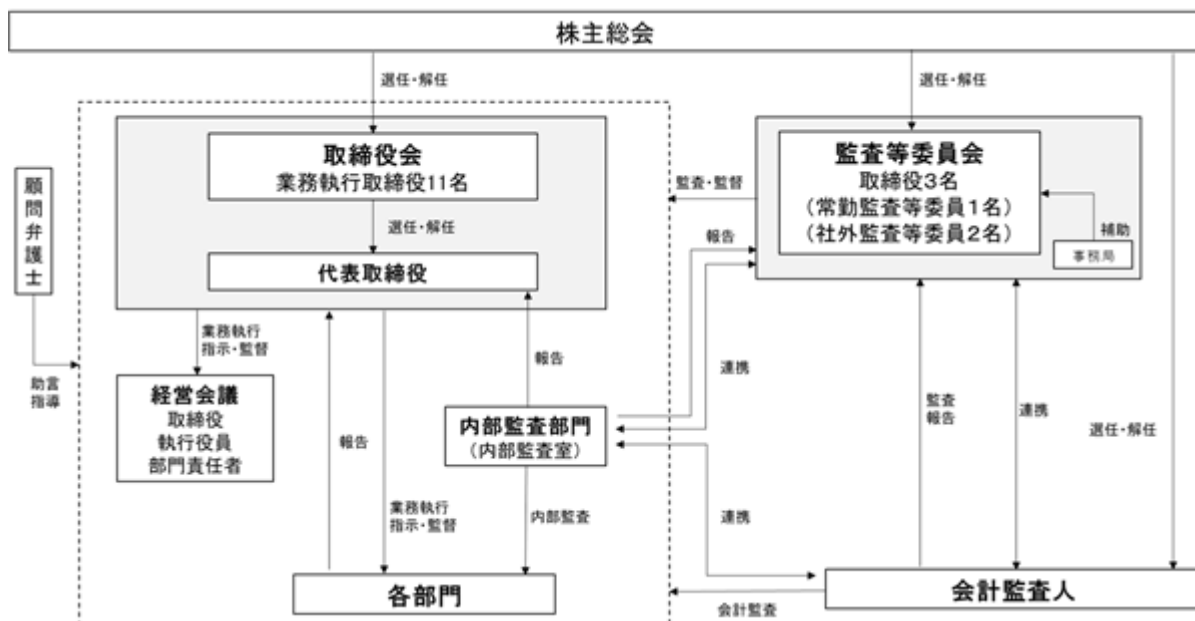 株主総会
選任・解任
選任・解任
取締役会
業務執行取締役11名
監査等委員会
取締役3名
(常勤監査等委員1名)
(社外監査等委員2名)
顧問弁護士
監査・監督
選任・解任
報告
補助
事務局
代表取締役
業務執行
指示・監督
助言
指導
報告
連携
経営会議
取締役
執行役員
部門責任者
報告
内部監査部門
(内部監査室)
監査
報告
連携
選任・解任
業務執行
指示・監督
内部監査
連携
各部門
会計監査人
会計監査